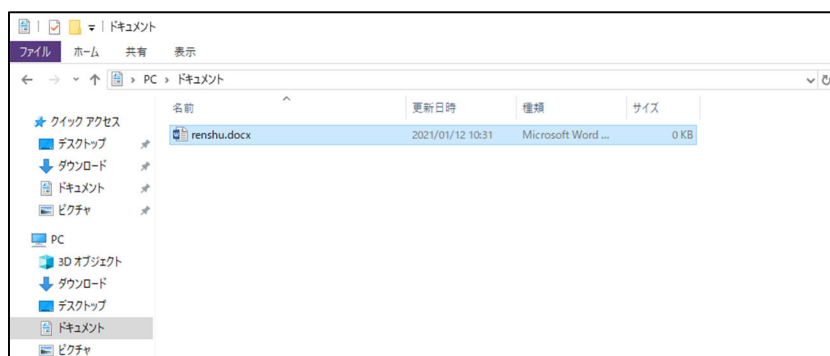 ドキュメント
ファイル ホーム 共有 表示
PC › ドキュメント
名前 更新日時 種類 サイズ
クイック アクセス
renshu.docx 2021/01/12 10:31 Microsoft Word ... 0 KB
デスクトップ
ダウンロード
ドキュメント
ピクチャ
PC
3D オブジェクト
ダウンロード
デスクトップ
ドキュメント
ピクチャ